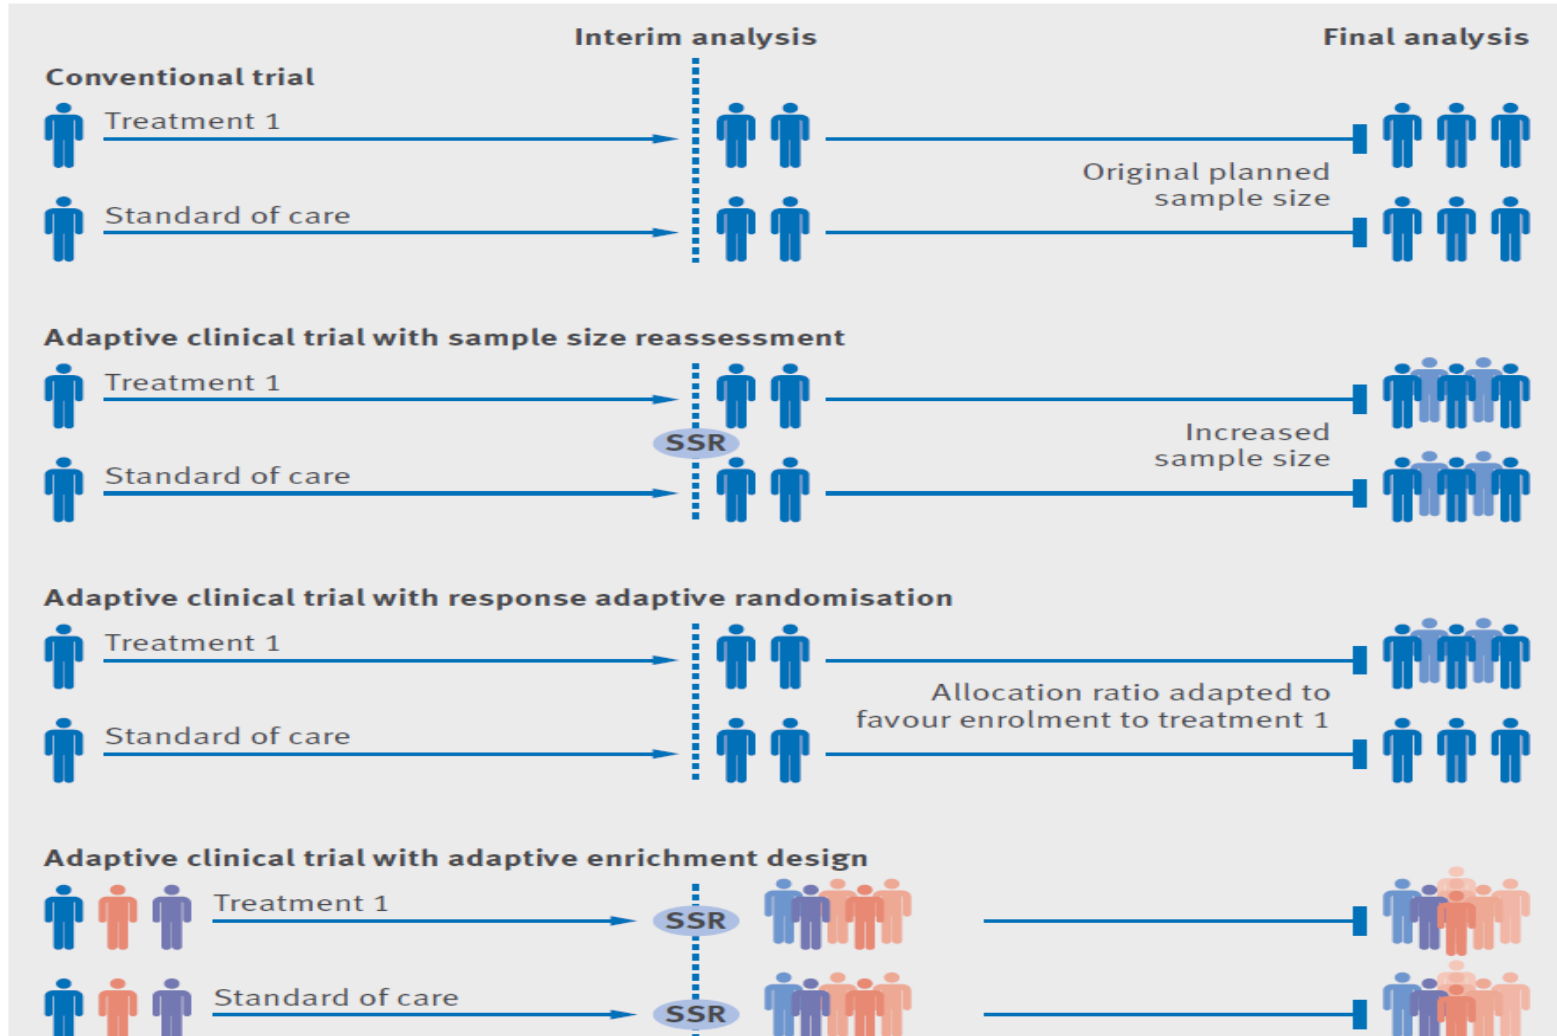 Interim analysis
Final analysis
Conventional trial
Treatment 1
Original planned
sample size
Standard of care
Adaptive clinical trial with sample size reassessment
Treatment 1
SSR
Increased
sample size
Standard of care
Adaptive clinical trial with response adaptive randomisation
Treatment 1
Allocation ratio adapted to
favour enrolment to treatment 1
Standard of care
Adaptive clinical trial with adaptive enrichment design
Treatment 1
SSR
Standard of care
SSR